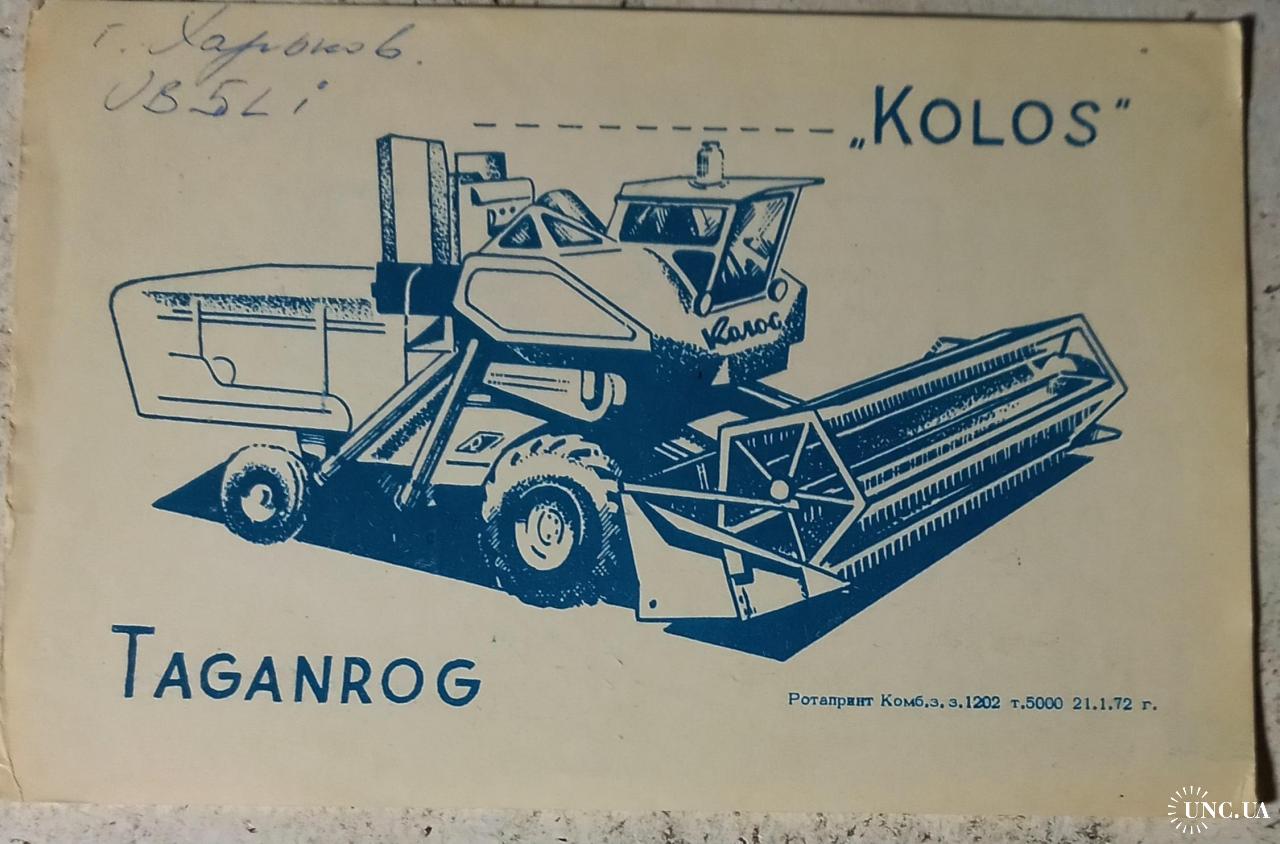 г. Харьков.
UB5Li
„KOLOS"
Колос
TAGANROG
Ротапринт Комб.з. з.1202 т.5000 21.1.72 г.
UNC.UA